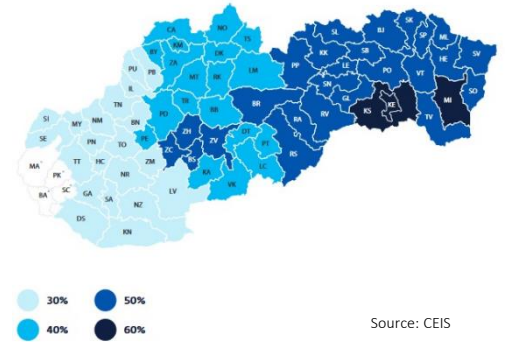 NO
CA
TS
SK
BJ
SL
SP
ML
KM
BY
ZA
DK
KK
SB
HE
SV
PU
PB
MT
RK
LM
PP
LE
PO
VT
IL
SN
SO
TN
TR
BB
BR
GL
MI
SI
MY
NM
BN
PD
RA
RV
KS
KE
SE
PN
TO
PE
ZH
ZV
DT
PT
TV
MA
TT
HC
ZM
ZC
BS
RS
PK
NR
KA
LC
BA
SC
GA
SA
LV
VK
NZ
DS
KN
30% 50%
40% 60%
Source: CEIS